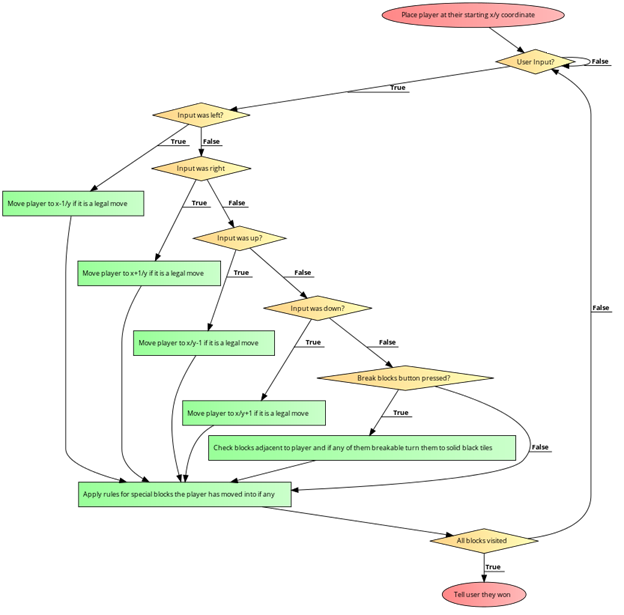 Place player at their starting x/y coordinate
User Input?
False
True
Input was left?
True
False
Input was right
Move player to x-1/y if it is a legal move
True
False
Input was up?
Move player to x+1/y if it is a legal move
True
False
Input was down?
False
Move player to x/y-1 if it is a legal move
True
False
Break blocks button pressed?
Move player to x/y+1 if it is a legal move
True
Check blocks adjacent to player and if any of them breakable turn them to solid black tiles
False
Apply rules for special blocks the player has moved into if any
All blocks visited
True
Tell user they won